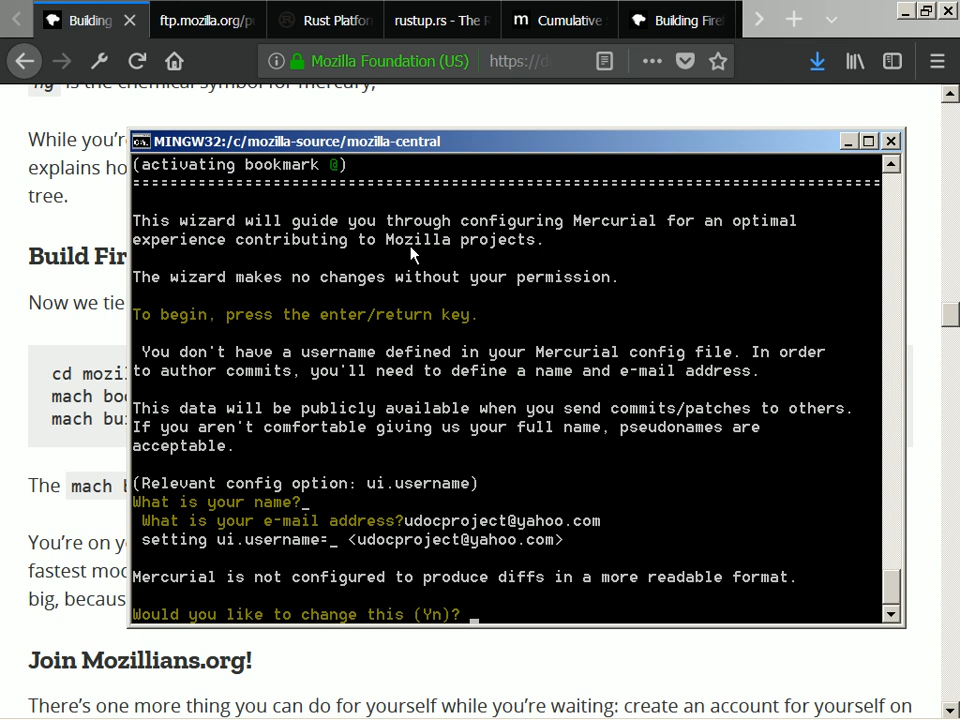 Building
ftp.mozilla.org/pu
Rust Platfor
rustup.rs - The R
Cumulative
Building Fire
Mozilla Foundation (US)
https://d
hg is the chemical symbol for mercury,
While you're
explains ho
tree.
MINGW32:/c/mozilla-source/mozilla-central
(activating bookmark @)
This wizard will guide you through configuring Mercurial for an optimal
experience contributing to Mozilla projects.
The wizard makes no changes without your permission.
To begin, press the enter/return key.
You don't have a username defined in your Mercurial config file. In order
to author commits, you'll need to define a name and e-mail address.
This data will be publicly available when you send commits/patches to others.
If you aren't comfortable giving us your full name, pseudonames are
acceptable.
(Relevant config option: ui.username)
What is your name?_
What is your e-mail address?udocproject@yahoo.com
setting ui.username=_ <udocproject@yahoo.com>
Mercurial is not configured to produce diffs in a more readable format.
Would you like to change this (Yn)?
Build Fir
Now we tie
cd mozil
mach boo
mach bui
The mach b
You're on yo
fastest mod
big, becaus
Join Mozillians.org!
There's one more thing you can do for yourself while you're waiting: create an account for yourself on